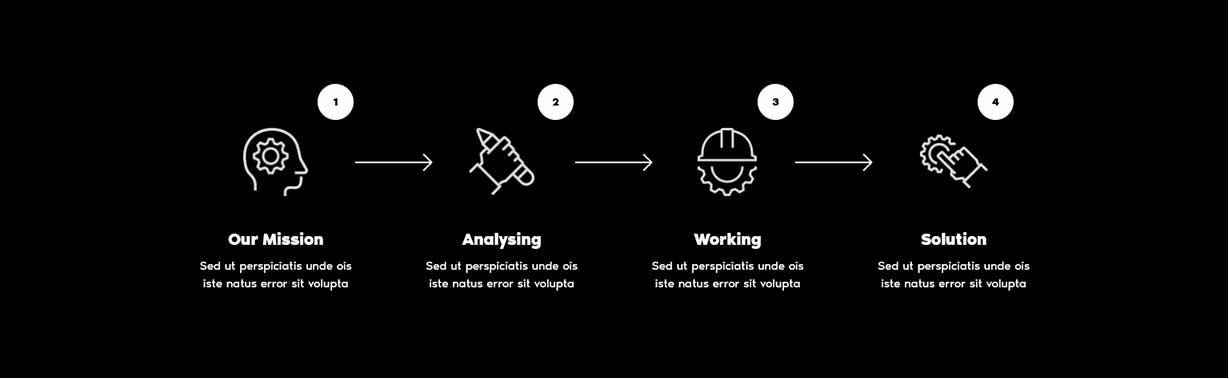 1
2
3
4
Our Mission
Sed ut perspiciatis unde ois
iste natus error sit volupta
Analysing
Sed ut perspiciatis unde ois
iste natus error sit volupta
Working
Sed ut perspiciatis unde ois
iste natus error sit volupta
Solution
Sed ut perspiciatis unde ois
iste natus error sit volupta